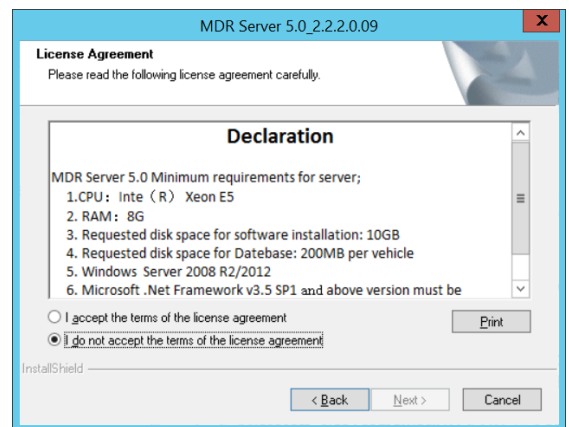 MDR Server 5.0_2.2.2.0.09
X
License Agreement
Please read the following license agreement carefully.
Declaration
MDR Server 5.0 Minimum requirements for server;
1.CPU：Inte（R） Xeon E5
2. RAM：8G
3. Requested disk space for software installation: 10GB
4. Requested disk space for Datebase: 200MB per vehicle
5. Windows Server 2008 R2/2012
6. Microsoft .Net Framework v3.5 SP1 and above version must be
I accept the terms of the license agreement
Print
I do not accept the terms of the license agreement
InstallShield
< Back Next > Cancel